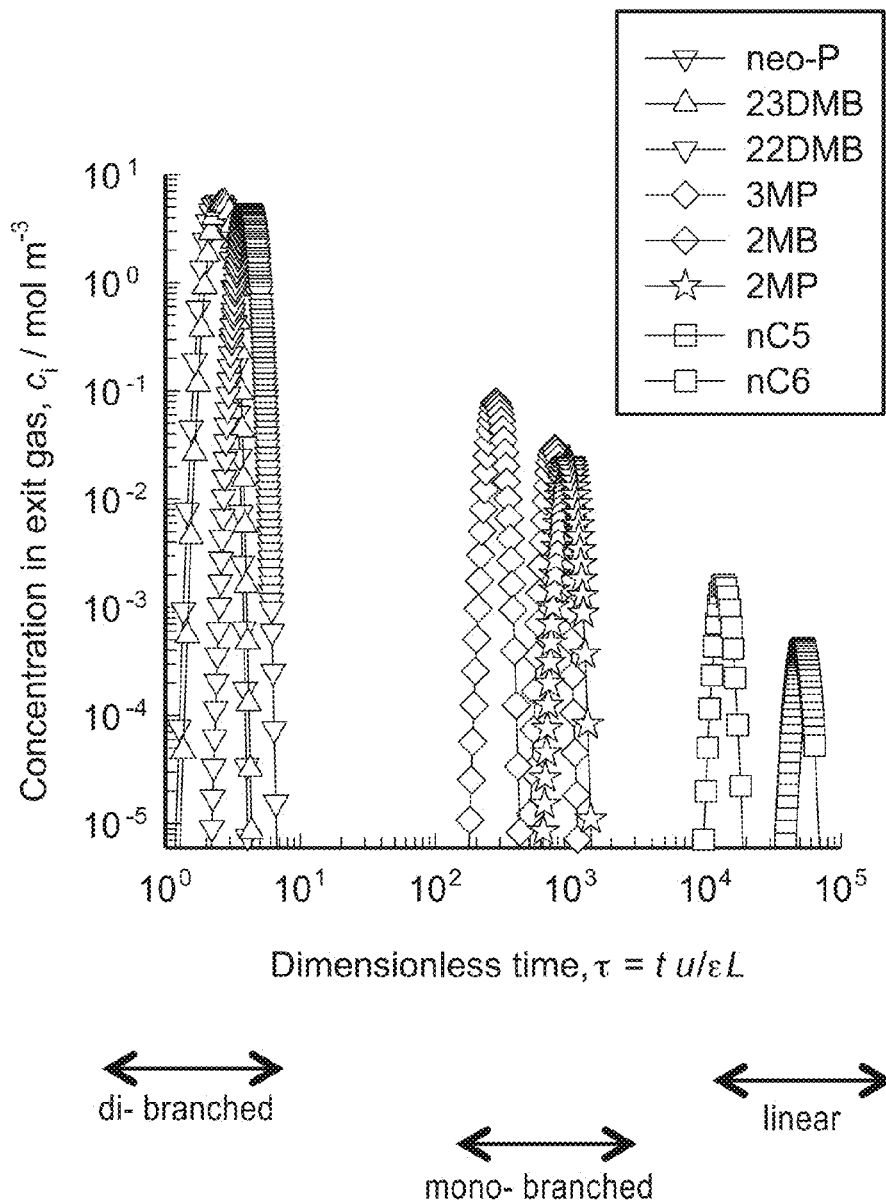 neo-P
23DMB
22DMB
3MP
2MB
2MP
nC5
nC6
Concentration in exit gas, cᵢ / mol m⁻³
10¹
10⁰
10⁻¹
10⁻²
10⁻³
10⁻⁴
10⁻⁵
10⁰ 10¹ 10² 10³ 10⁴ 10⁵
Dimensionless time, τ = t u/εL
di- branched
linear
mono- branched